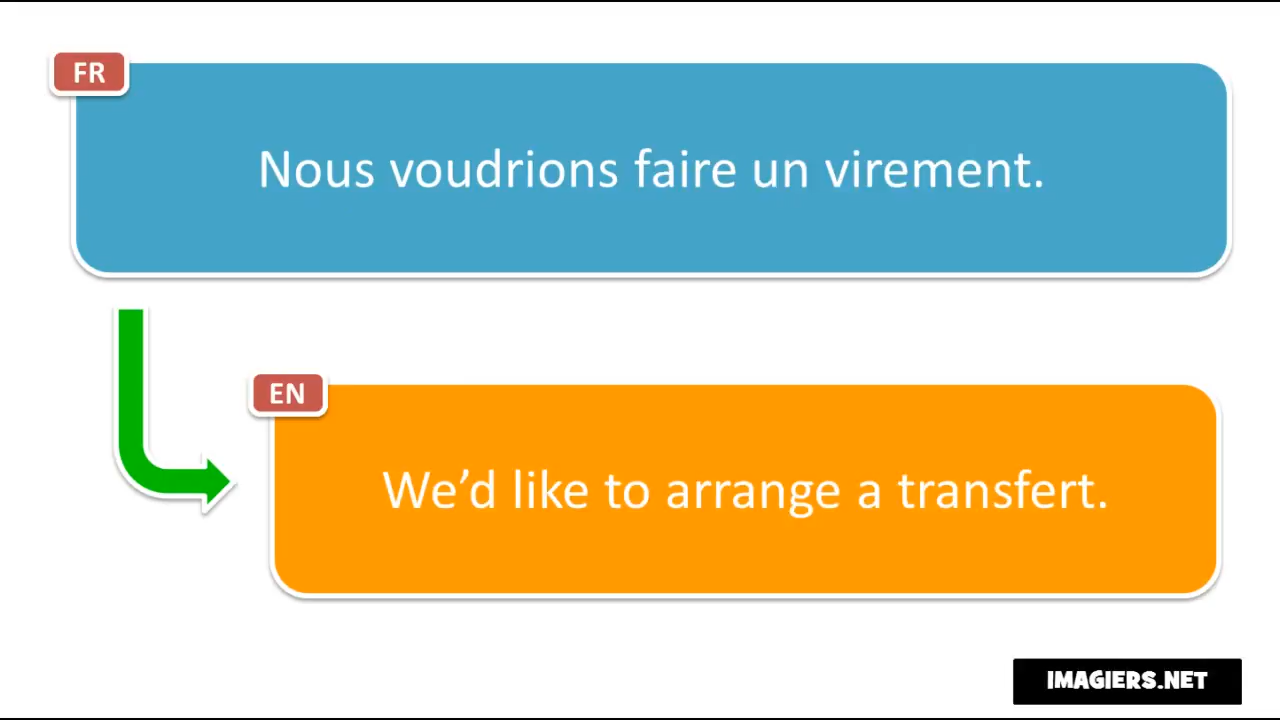 FR
Nous voudrions faire un virement.
EN
We’d like to arrange a transfert.
IMAGIERS.NET